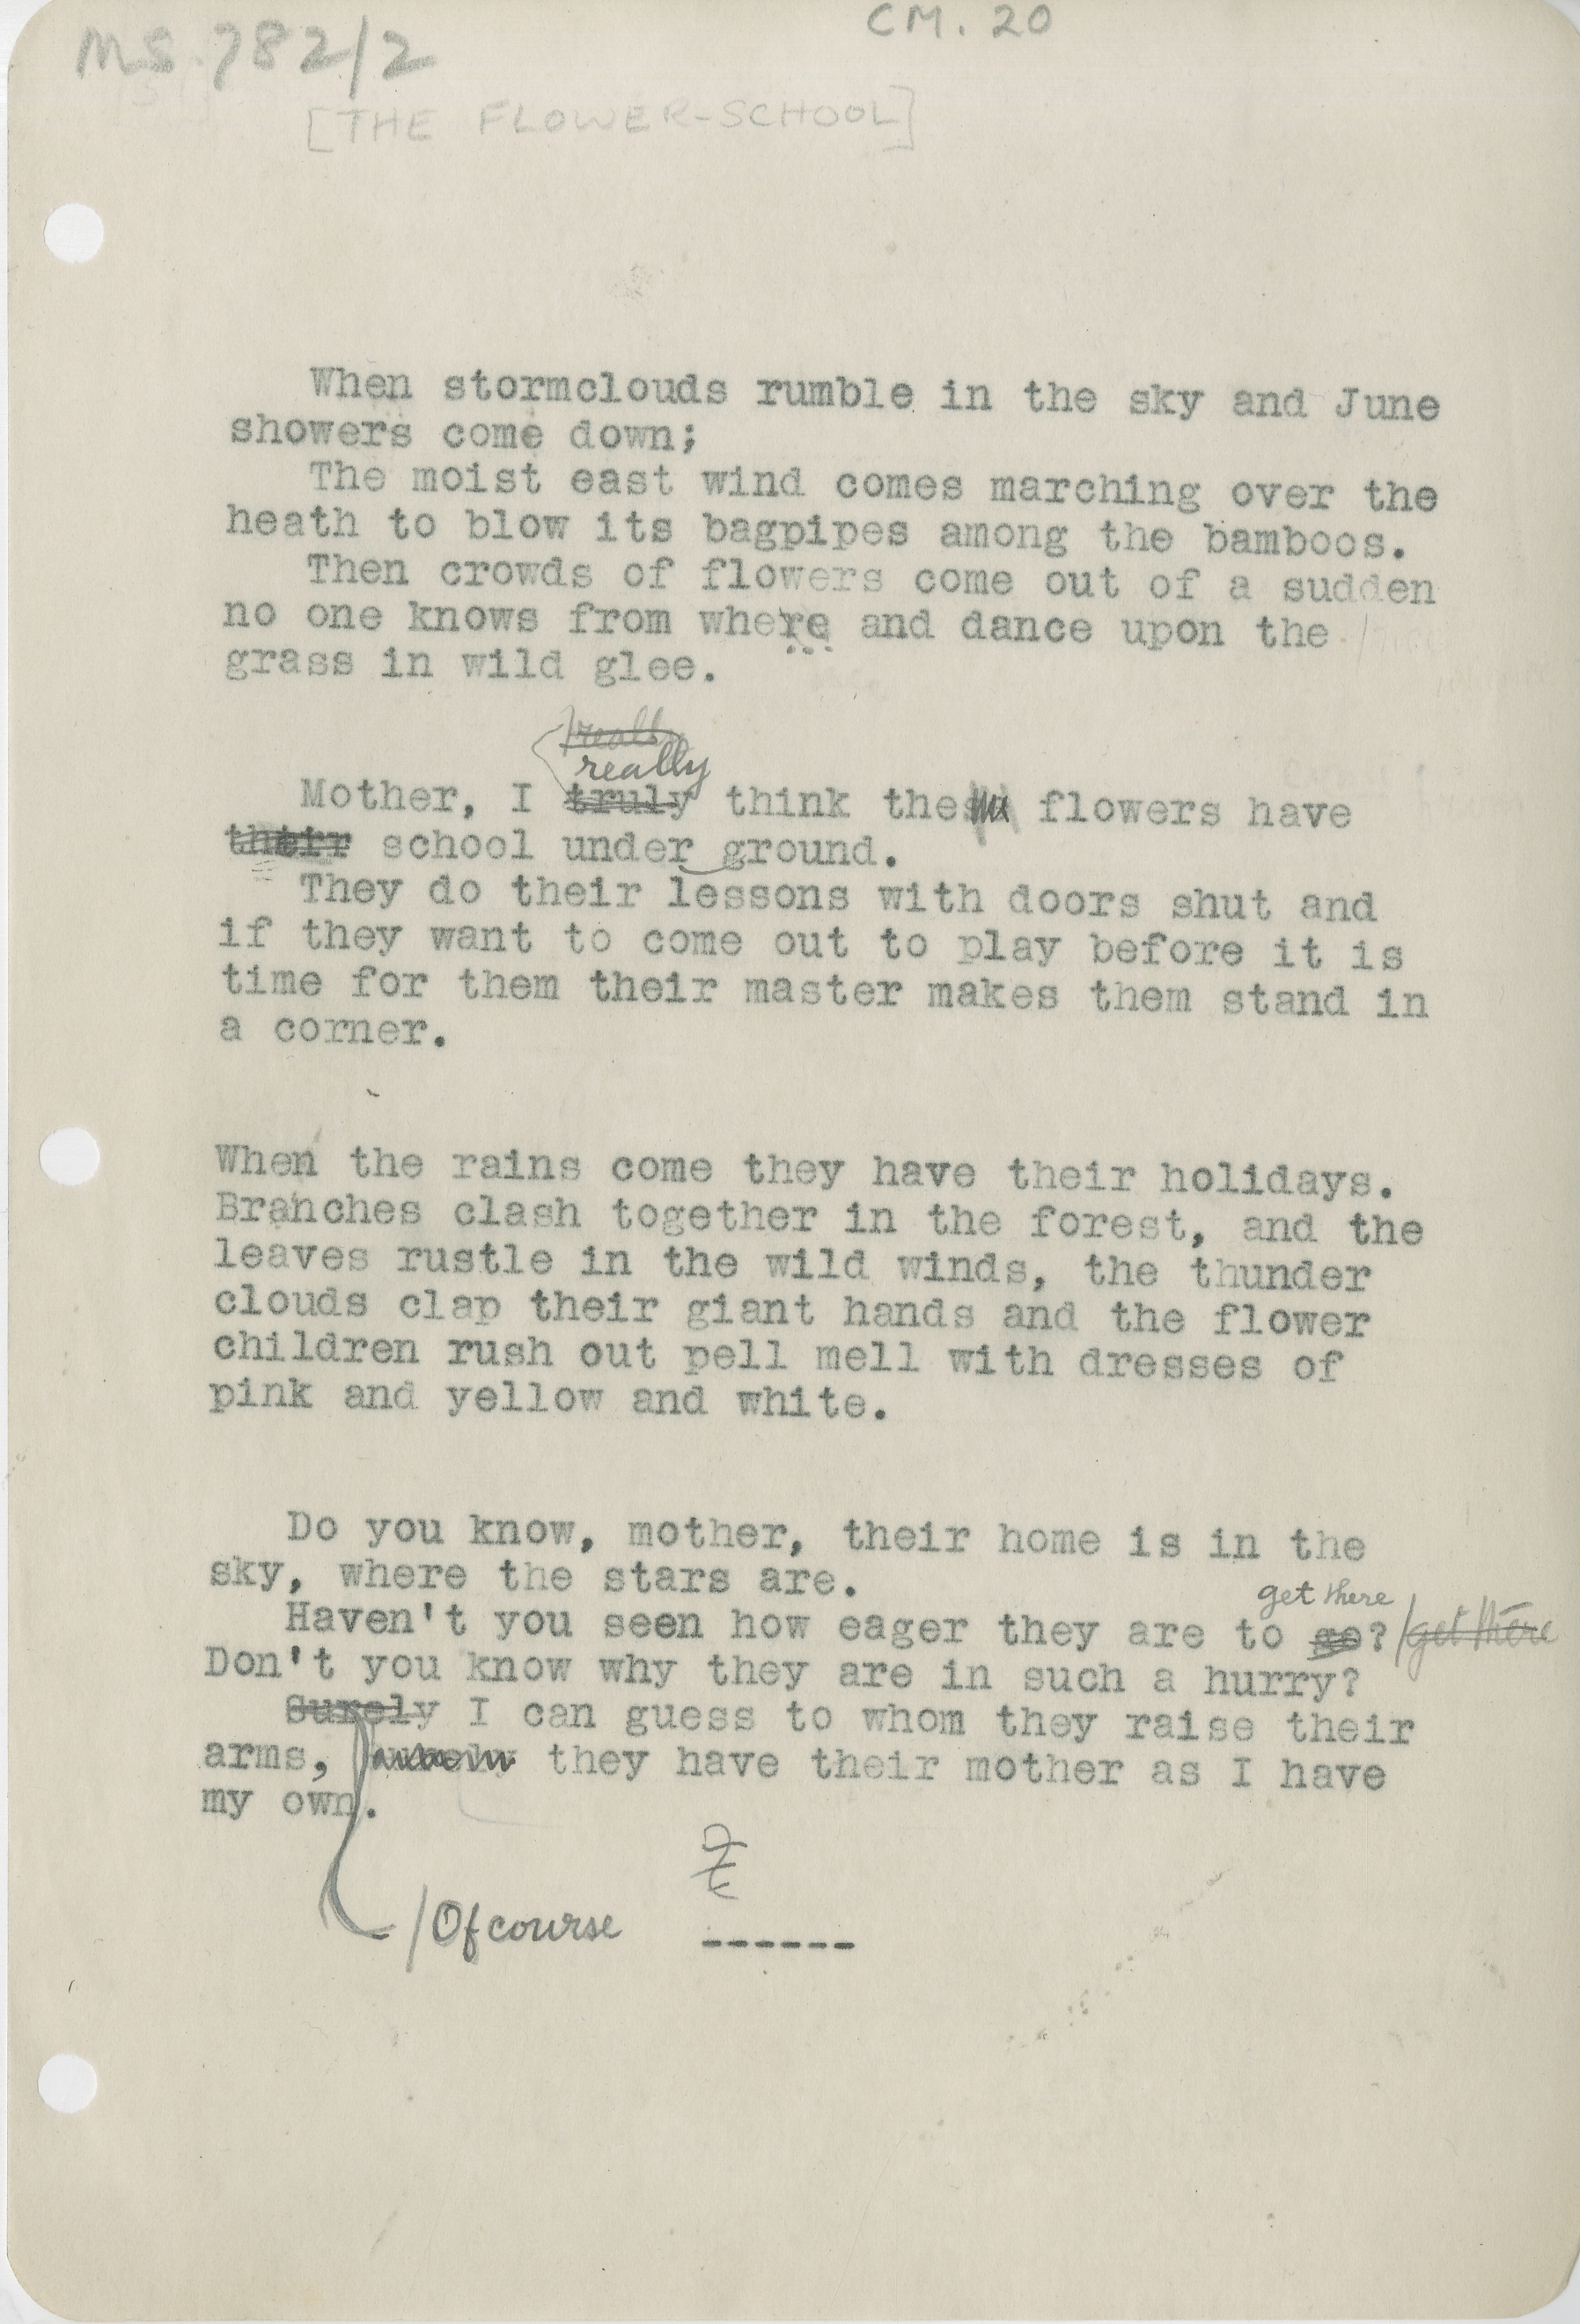 MS. 782/2
CM. 20
[THE FLOWER-SCHOOL]
When stormclouds rumble in the sky and June
showers come down;
The moist east wind comes marching over the
heath to blow its bagpipes among the bamboos.
Then crowds of flowers come out of a sudden
no one knows from where and dance upon the
grass in wild glee.
really
really
Mother, I truly think the flowers have
their school under ground.
They do their lessons with doors shut and
if they want to come out to play before it is
time for them their master makes them stand in
a corner.
When the rains come they have their holidays.
Branches clash together in the forest, and the
leaves rustle in the wild winds, the thunder
clouds clap their giant hands and the flower
children rush out pell mell with dresses of
pink and yellow and white.
Do you know, mother, their home is in the
sky, where the stars are.
get there
Haven't you seen how eager they are to go? /get there
Don't you know why they are in such a hurry?
Surely I can guess to whom they raise their
arms, they have their mother as I have
my own.
/Of course
------